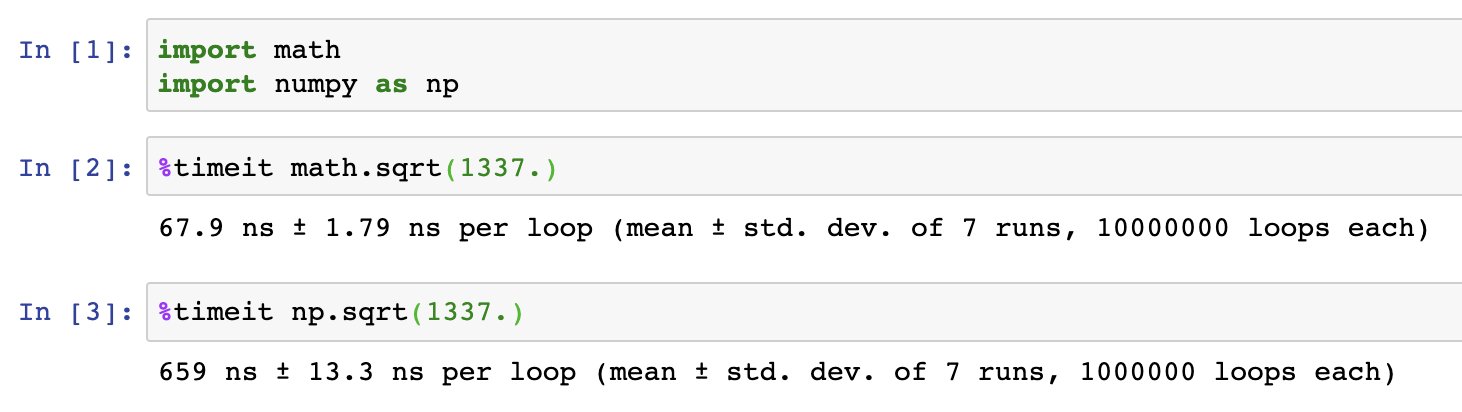 In [1]: import math
import numpy as np
In [2]: %timeit math.sqrt(1337.)
67.9 ns ± 1.79 ns per loop (mean ± std. dev. of 7 runs, 10000000 loops each)
In [3]: %timeit np.sqrt(1337.)
659 ns ± 13.3 ns per loop (mean ± std. dev. of 7 runs, 1000000 loops each)